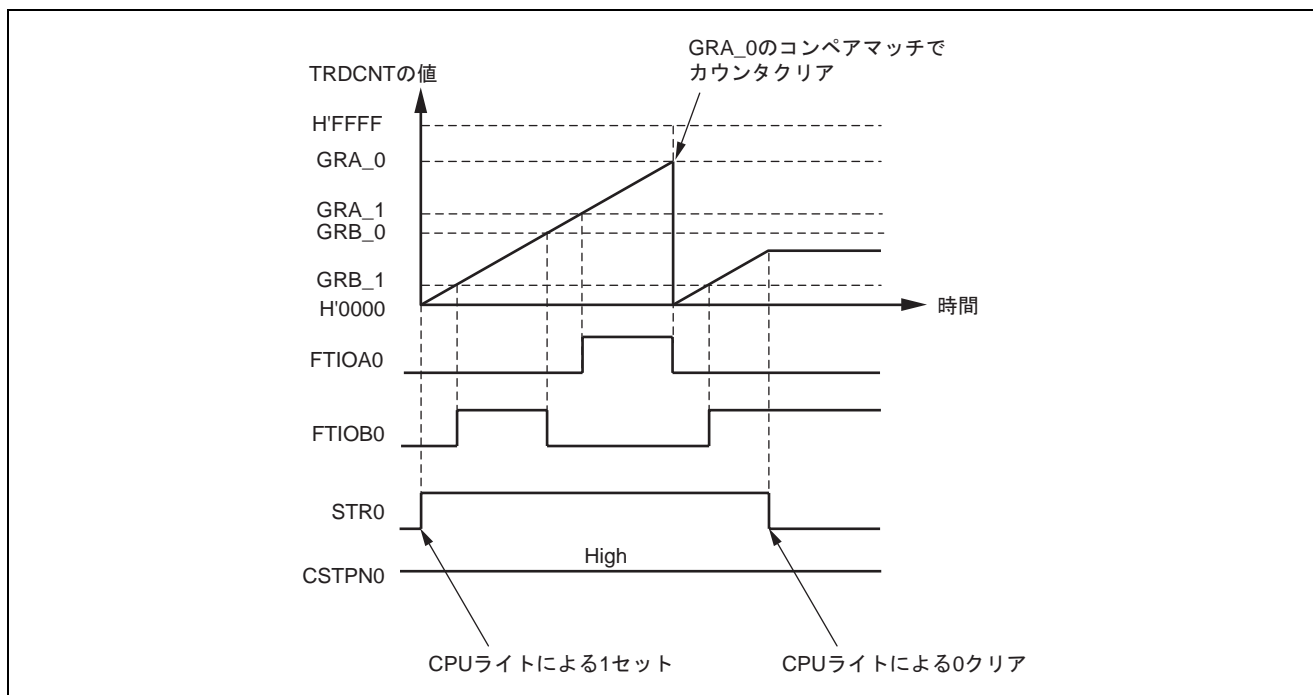 GRA_0のコンペアマッチで
カウンタクリア
TRDCNTの値
H'FFFF
GRA_0
GRA_1
GRB_0
GRB_1
H'0000
時間
FTIOA0
FTIOB0
STR0
High
CSTPN0
CPUライトによる1セット
CPUライトによる0クリア